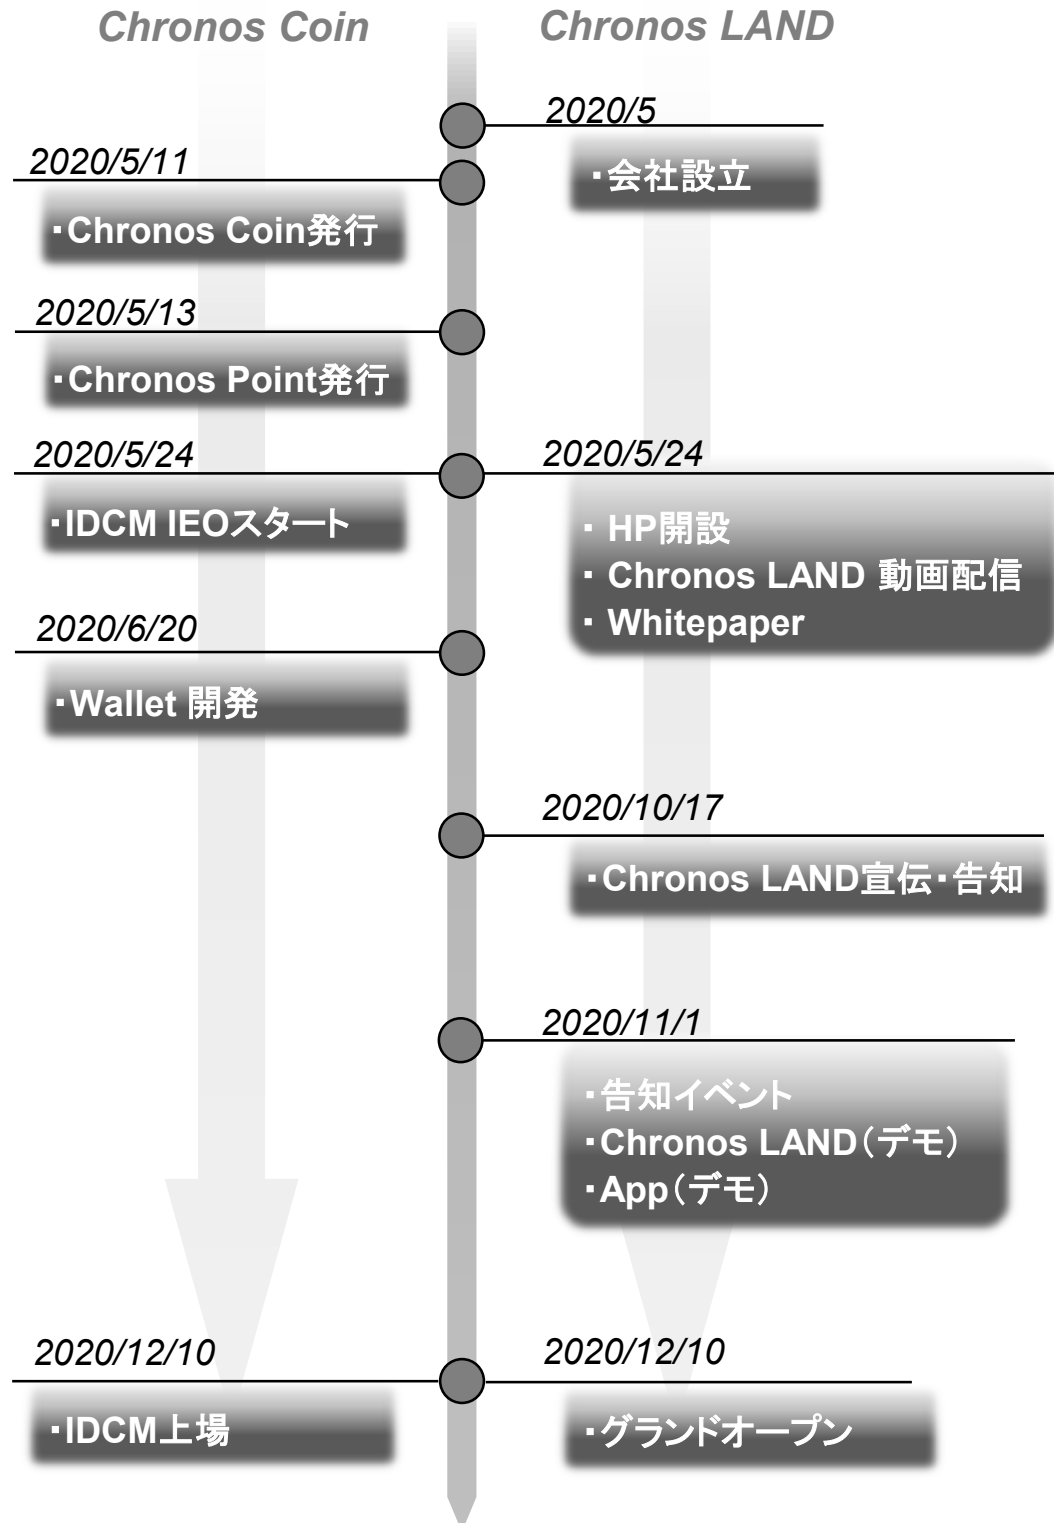 Chronos Coin
Chronos LAND
2020/5
・会社設立
2020/5/11
・Chronos Coin発行
2020/5/13
・Chronos Point発行
2020/5/24
・IDCM IEOスタート
2020/5/24
・ HP開設
・ Chronos LAND 動画配信
・ Whitepaper
2020/6/20
・Wallet 開発
2020/10/17
・Chronos LAND宣伝・告知
2020/11/1
・告知イベント
・Chronos LAND（デモ）
・App（デモ）
2020/12/10
・IDCM上場
2020/12/10
・グランドオープン